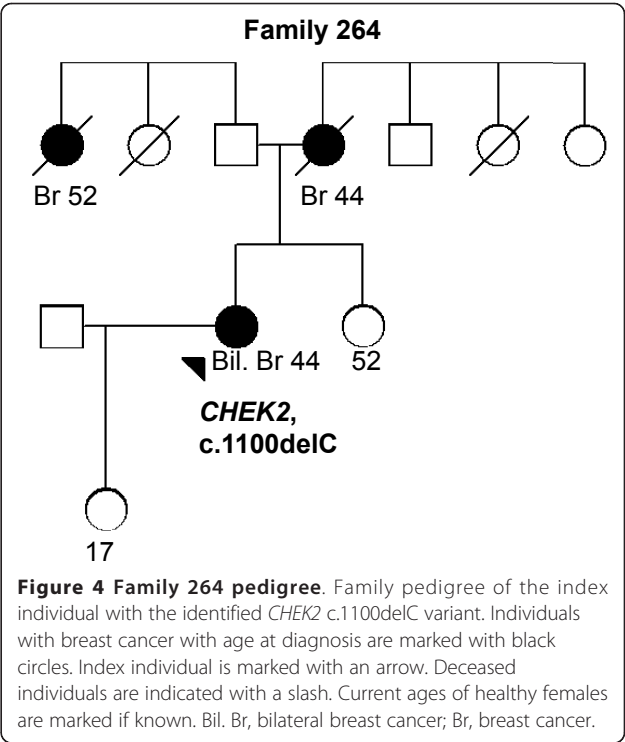 Family 264
Br 52
Br 44
Bil. Br 44
52
CHEK2,
c.1100delC
17
Figure 4 Family 264 pedigree. Family pedigree of the index
individual with the identified CHEK2 c.1100delC variant. Individuals
with breast cancer with age at diagnosis are marked with black
circles. Index individual is marked with an arrow. Deceased
individuals are indicated with a slash. Current ages of healthy females
are marked if known. Bil. Br, bilateral breast cancer; Br, breast cancer.